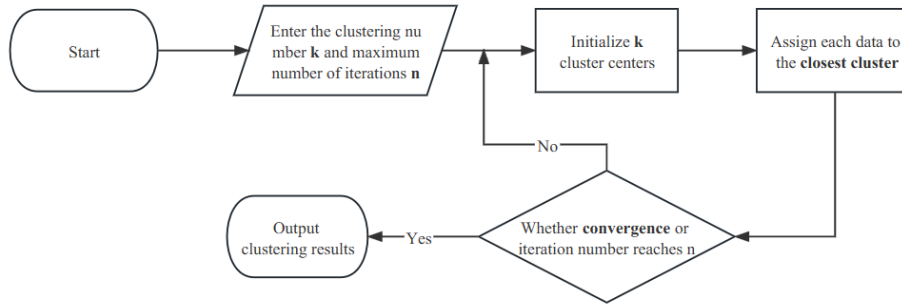 Start
Enter the clustering nu
mber k and maximum
number of iterations n
Initialize k
cluster centers
Assign each data to
the closest cluster
No
Whether convergence or
iteration number reaches n
Yes
Output
clustering results